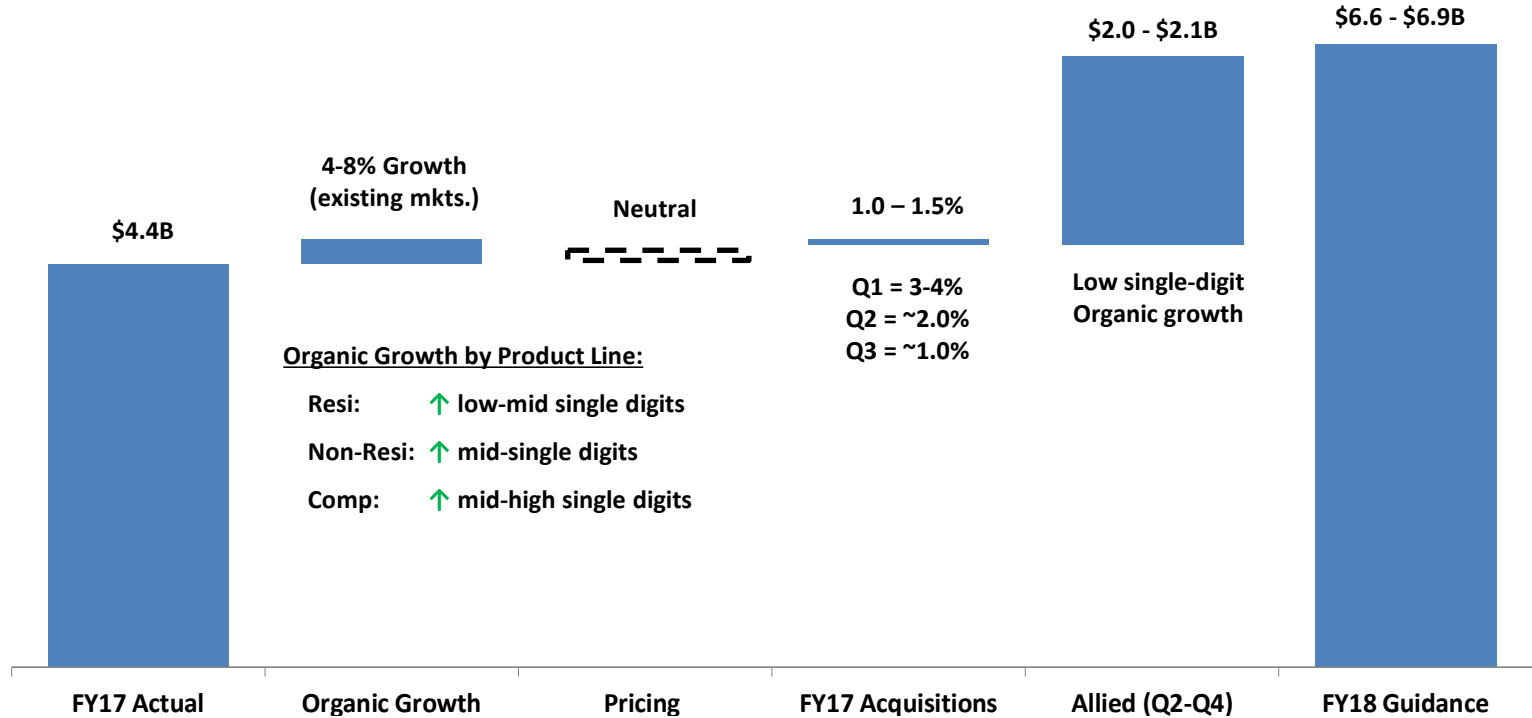 $6.6 - $6.9B
$2.0 - $2.1B
4-8% Growth
(existing mkts.)
Neutral
1.0 – 1.5%
$4.4B
Q1 = 3-4%
Q2 = ~2.0%
Q3 = ~1.0%
Low single-digit
Organic growth
Organic Growth by Product Line:
Resi: ↑ low-mid single digits
Non-Resi: ↑ mid-single digits
Comp: ↑ mid-high single digits
FY17 Actual
Organic Growth
Pricing
FY17 Acquisitions
Allied (Q2-Q4)
FY18 Guidance